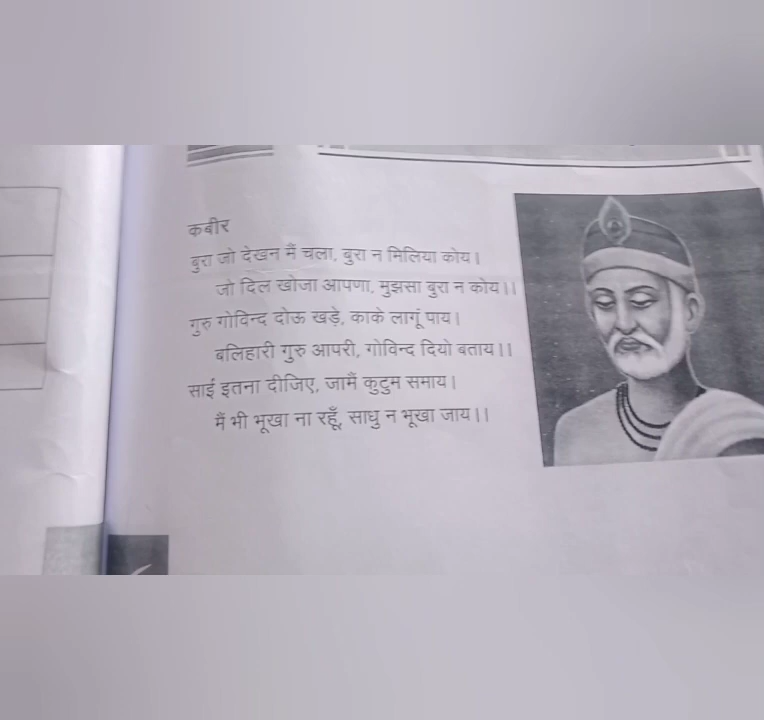 कबीर
बुरा जो देखन मैं चला, बुरा न मिलिया कोय।
जो दिल खोजा आपणा, मुझसा बुरा न कोय।।
गुरु गोविन्द दोऊ खड़े, काके लागूं पाय।
बलिहारी गुरु आपरी, गोविन्द दियो बताय।।
साईं इतना दीजिए, जामैं कुटुम समाय।
मैं भी भूखा ना रहूँ, साधु न भूखा जाय।।